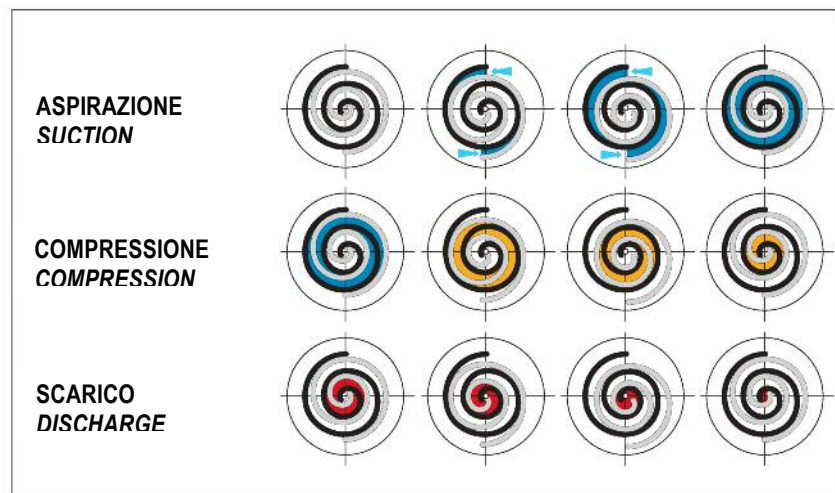 ASPIRAZIONE
SUCTION
COMPRESSIONE
COMPRESSION
SCARICO
DISCHARGE